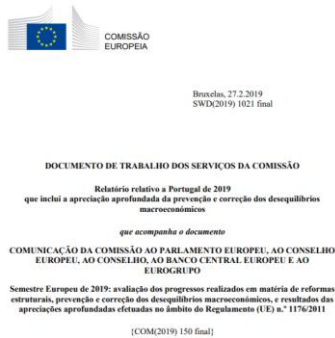 COMISSÃO
EUROPEIA
Bruxelas, 27.2.2019
SWD(2019) 1021 final
DOCUMENTO DE TRABALHO DOS SERVIÇOS DA COMISSÃO
Relatório relativo a Portugal de 2019
que inclui a apreciação aprofundada da prevenção e correção dos desequilíbrios
macroeconómicos
que acompanha o documento
COMUNICAÇÃO DA COMISSÃO AO PARLAMENTO EUROPEU, AO CONSELHO
EUROPEU, AO CONSELHO, AO BANCO CENTRAL EUROPEU E AO
EUROGRUPO
Semestre Europeu de 2019: avaliação dos progressos realizados em matéria de reformas
estruturais, prevenção e correção dos desequilíbrios macroeconómicos, e resultados das
apreciações aprofundadas efetuadas no âmbito do Regulamento (UE) n.º 1176/2011
{COM(2019) 150 final}